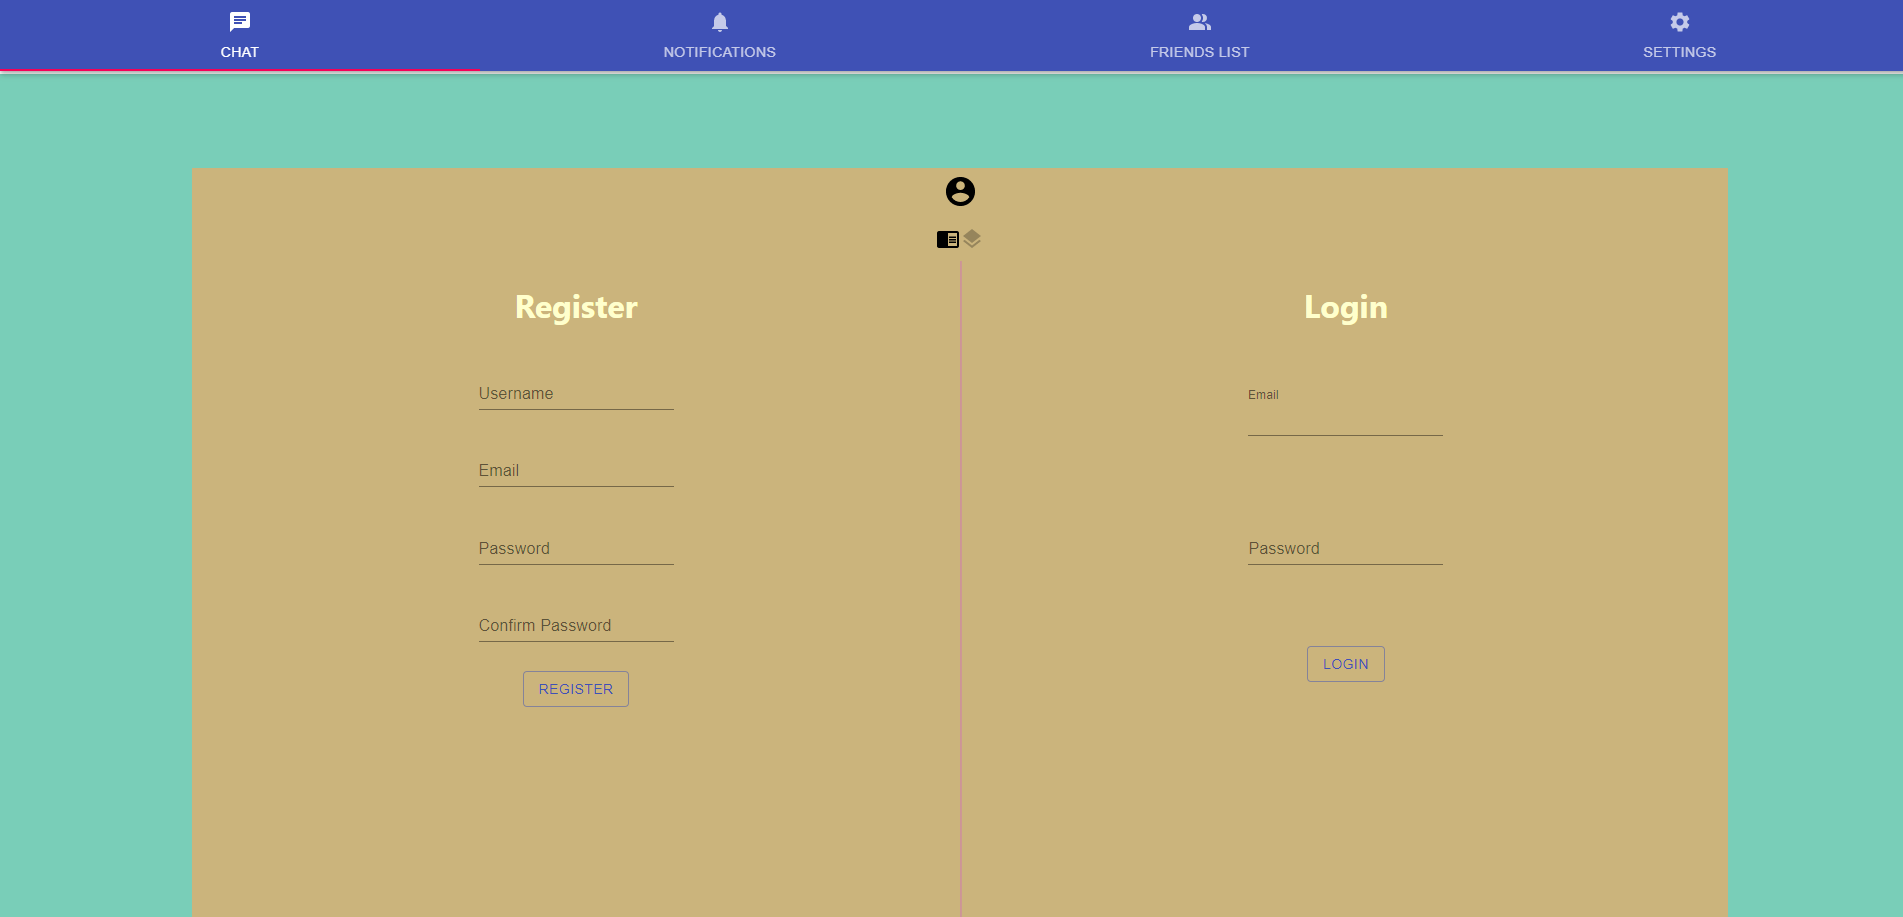 CHAT
NOTIFICATIONS
FRIENDS LIST
SETTINGS
Register
Username
Email
Password
Confirm Password
REGISTER
Login
Email
Password
LOGIN